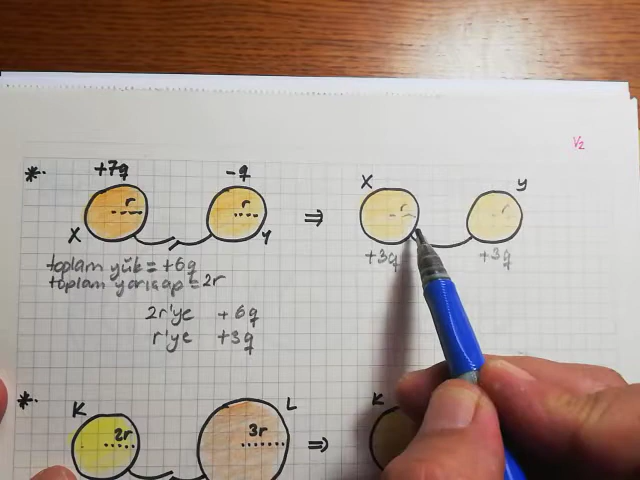 1/2
* +7q -q
X r r Y ⇒ X r r y
+3q +3q
toplam yük = +6q
toplam yarıçap = 2r
2r'ye +6q
r'ye +3q
* K 2r 3r L ⇒ K